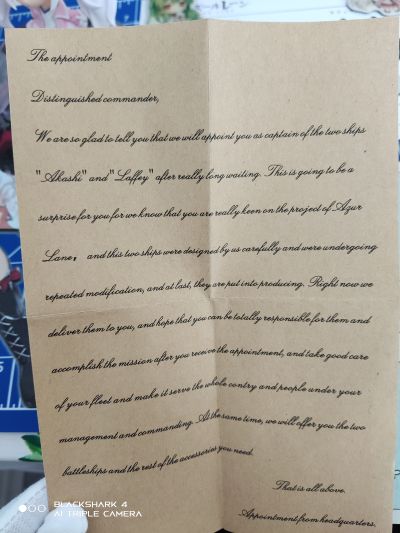 The appointment
Distinguished commander,
We are so glad to tell you that we will appoint you as captain of the two ships
"Akashi" and "Laffey" after really long waiting. This is going to be a
surprise for you for we know that you are really keen on the project of Azur
Lane, and this two ships were designed by us carefully and were undergoing
repeated modification, and at last, they are put into producing. Right now we
deliver them to you, and hope that you can be totally responsible for them and
accomplish the mission after you receive the appointment, and take good care
of your fleet and make it serve the whole contry and people under your
management and commanding. At the same time, we will offer you the two
battleships and the rest of the accessories you need.
That is all above.
Appointment from headquarters.
BLACKSHARK 4
AI TRIPLE CAMERA